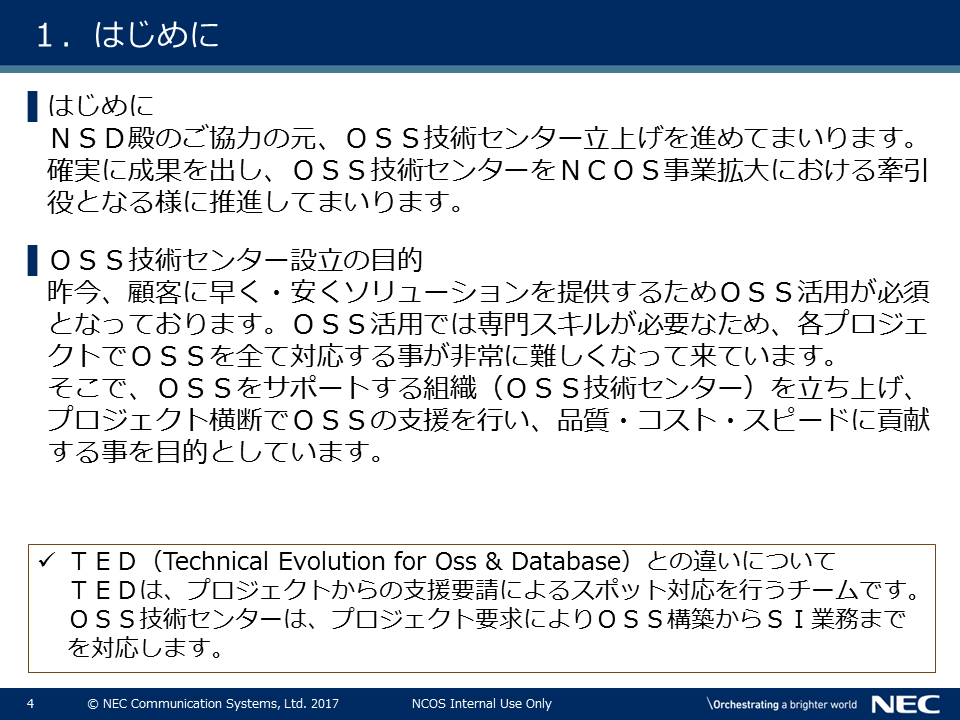 １．はじめに
はじめに
ＮＳＤ殿のご協力の元、ＯＳＳ技術センター立上げを進めてまいります。
確実に成果を出し、ＯＳＳ技術センターをＮＣＯＳ事業拡大における牽引
役となる様に推進してまいります。
ＯＳＳ技術センター設立の目的
昨今、顧客に早く・安くソリューションを提供するためＯＳＳ活用が必須
となっております。ＯＳＳ活用では専門スキルが必要なため、各プロジェ
クトでＯＳＳを全て対応する事が非常に難しくなって来ています。
そこで、ＯＳＳをサポートする組織（ＯＳＳ技術センター）を立ち上げ、
プロジェクト横断でＯＳＳの支援を行い、品質・コスト・スピードに貢献
する事を目的としています。
✓ ＴＥＤ（Technical Evolution for Oss & Database）との違いについて
ＴＥＤは、プロジェクトからの支援要請によるスポット対応を行うチームです。
ＯＳＳ技術センターは、プロジェクト要求によりＯＳＳ構築からＳＩ業務まで
を対応します。
4 © NEC Communication Systems, Ltd. 2017 NCOS Internal Use Only \Orchestrating a brighter world NEC